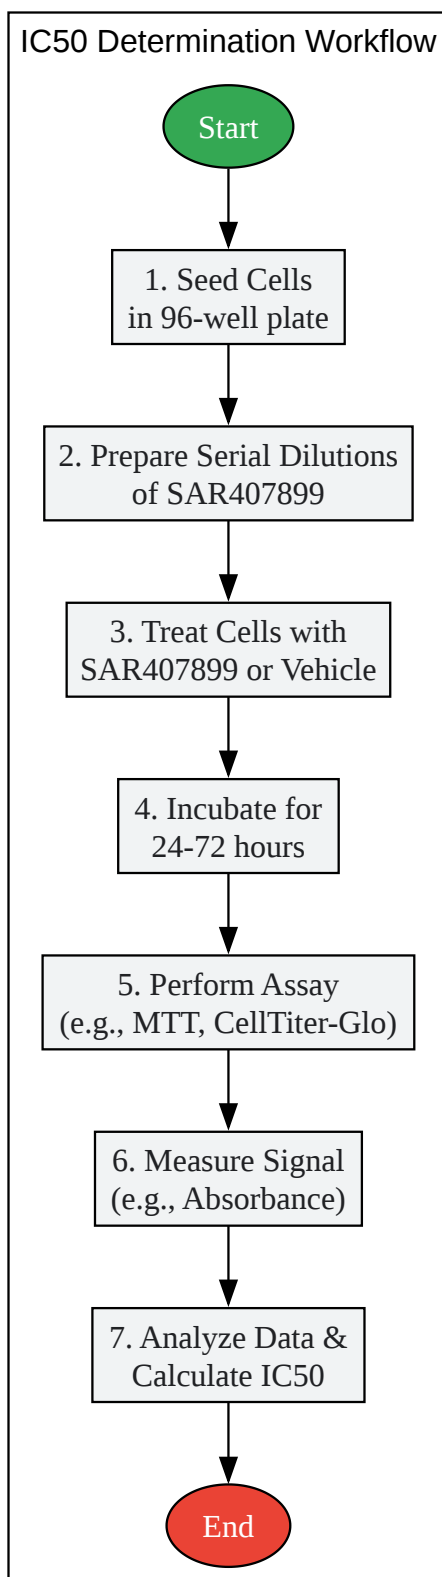 IC50 Determination Workflow
Start
1. Seed Cells
in 96-well plate
2. Prepare Serial Dilutions
of SAR407899
3. Treat Cells with
SAR407899 or Vehicle
4. Incubate for
24-72 hours
5. Perform Assay
(e.g., MTT, CellTiter-Glo)
6. Measure Signal
(e.g., Absorbance)
7. Analyze Data &
Calculate IC50
End